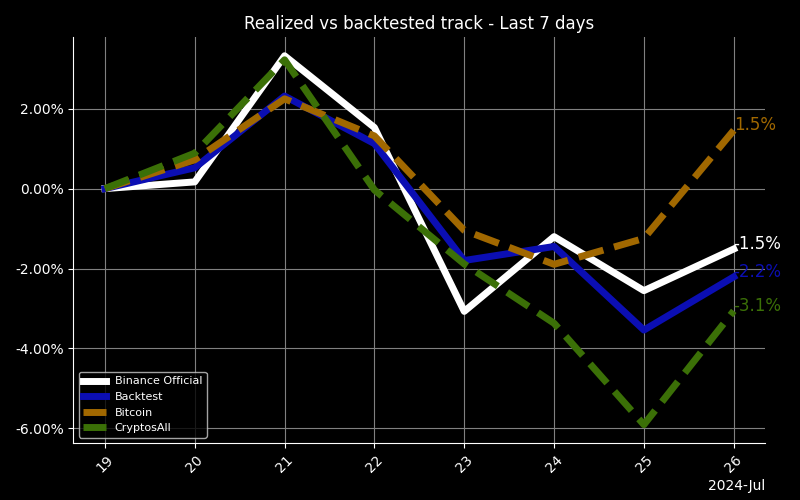 Realized vs backtested track - Last 7 days
2.00%
0.00%
-2.00%
-4.00%
-6.00%
1.5%
-1.5%
-2.2%
-3.1%
Binance Official
Backtest
Bitcoin
CryptosAll
19 20 21 22 23 24 25 26
2024-Jul